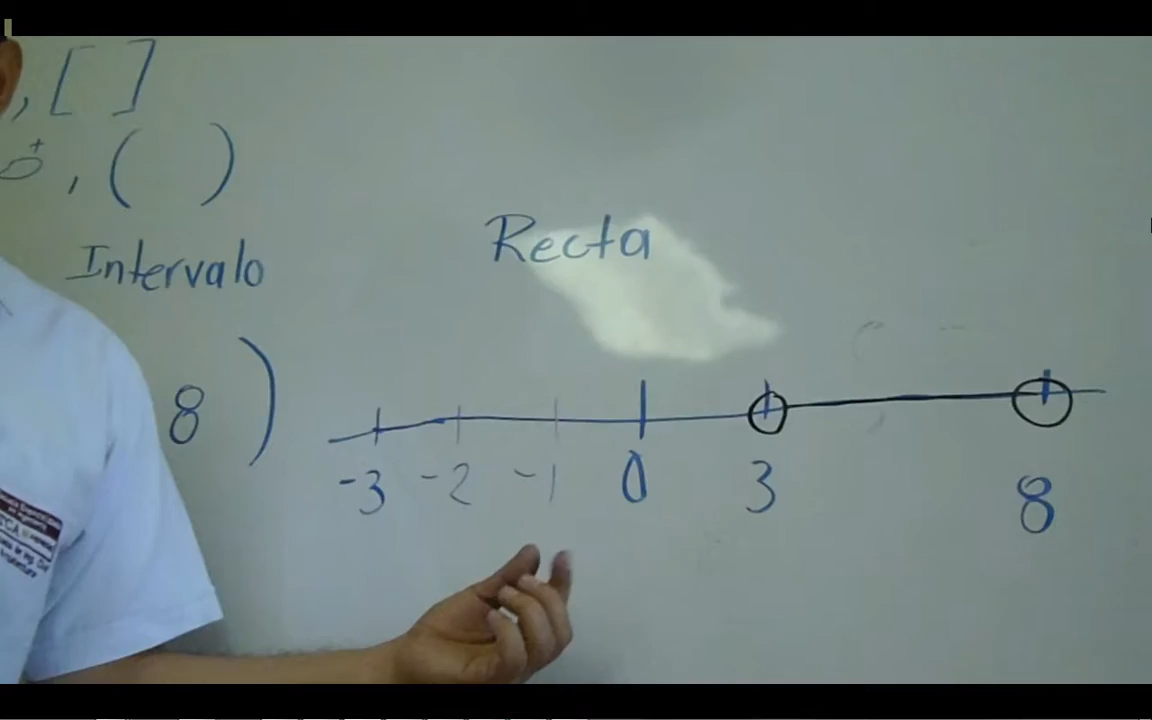 , [ ]
, ( )
Intervalo
Recta
8 )
-3 -2 -1 0 3 8